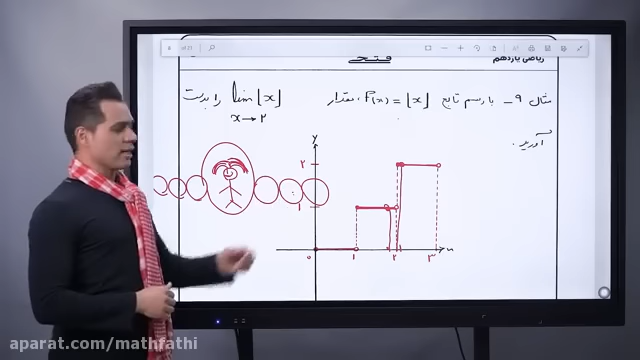 ریاضی یازدهم
فتحی
مثال ۹ _ با رسم تابع f(x) = [x] ، مقدار lim [x] را بدست
x→۲
آورید .
y
۲
۱
۰ ۱ ۲ ۳ x
aparat.com/mathfathi